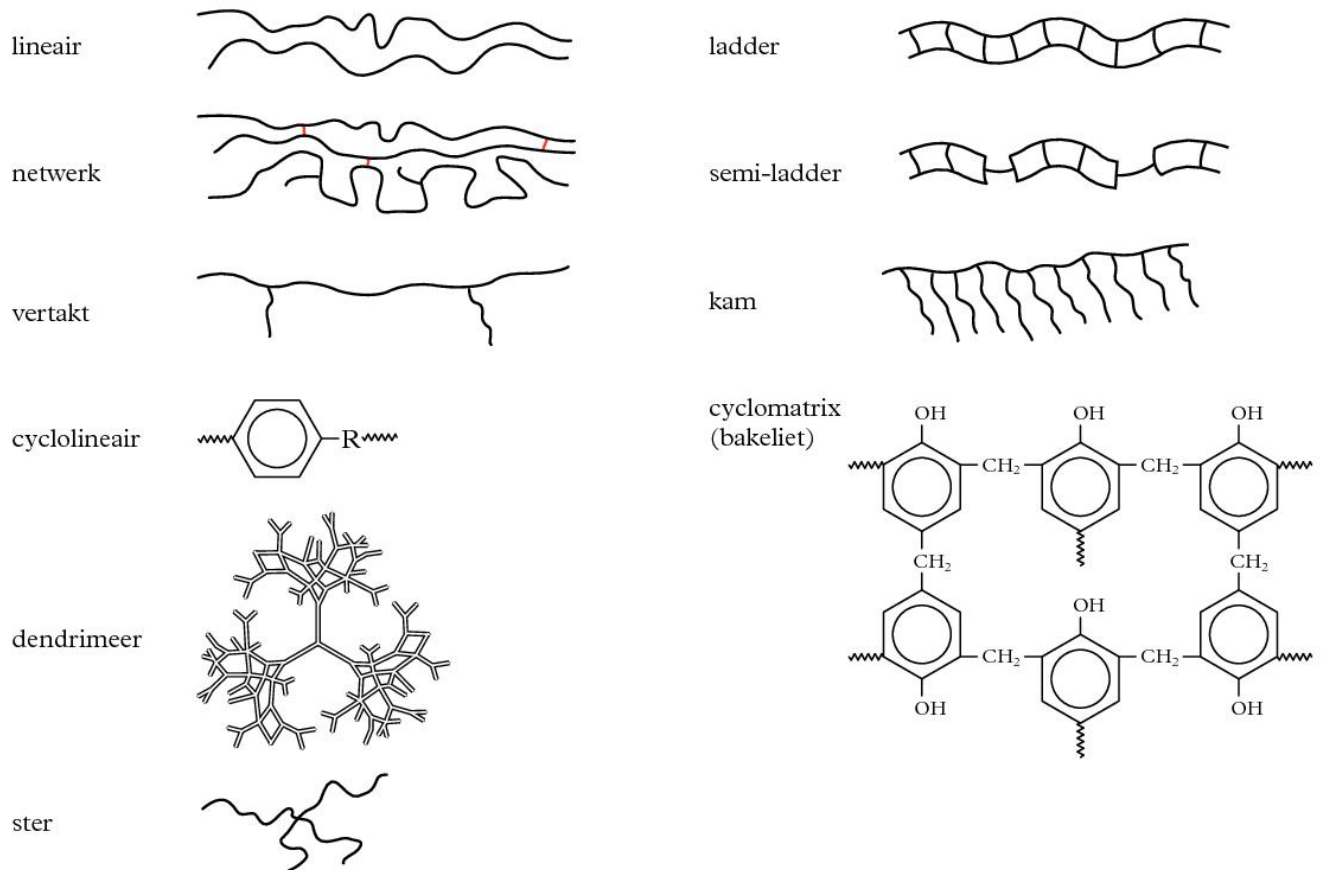 lineair
netwerk
vertakt
cyclolineair
R
dendrimeer
ster
ladder
semi-ladder
kam
cyclomatrix
(bakeliet)
OH OH OH
CH₂ CH₂
CH₂ CH₂
OH
CH₂ CH₂
OH OH